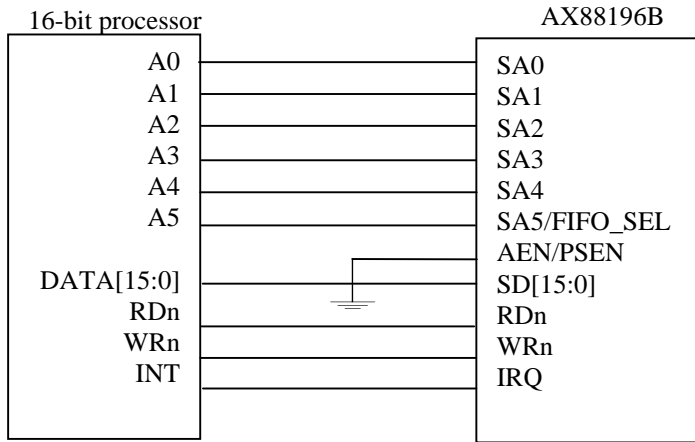 16-bit processor
AX88196B
A0
A1
A2
A3
A4
A5
DATA[15:0]
RDn
WRn
INT
SA0
SA1
SA2
SA3
SA4
SA5/FIFO_SEL
AEN/PSEN
SD[15:0]
RDn
WRn
IRQ